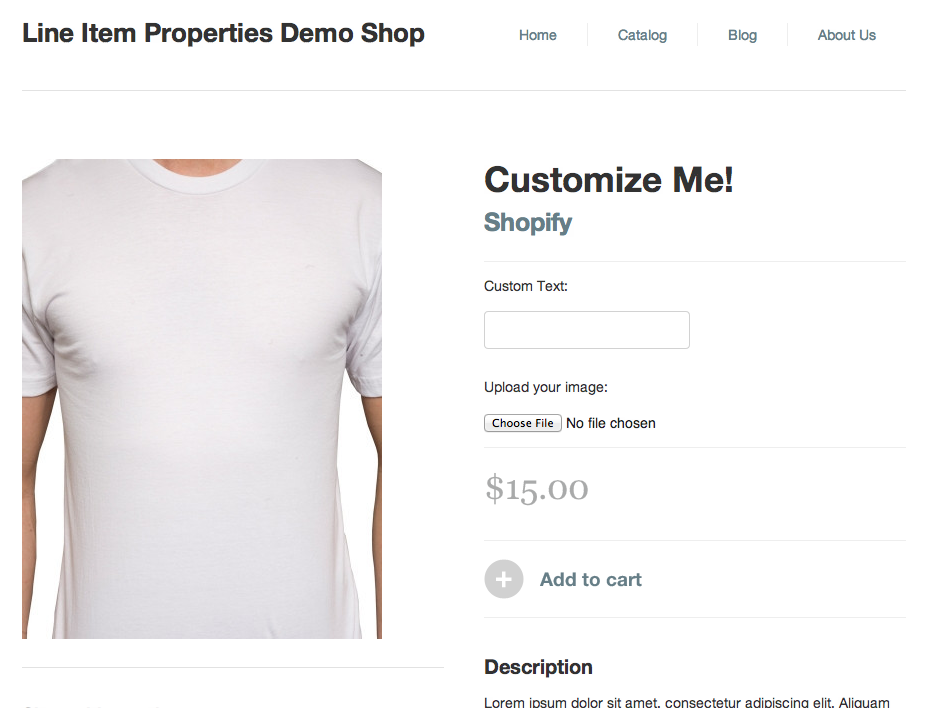 Line Item Properties Demo Shop
Home
Catalog
Blog
About Us
Customize Me!
Shopify
Custom Text:
Upload your image:
Choose File No file chosen
$15.00
+ Add to cart
Description
Lorem ipsum dolor sit amet, consectetur adipiscing elit. Aliquam